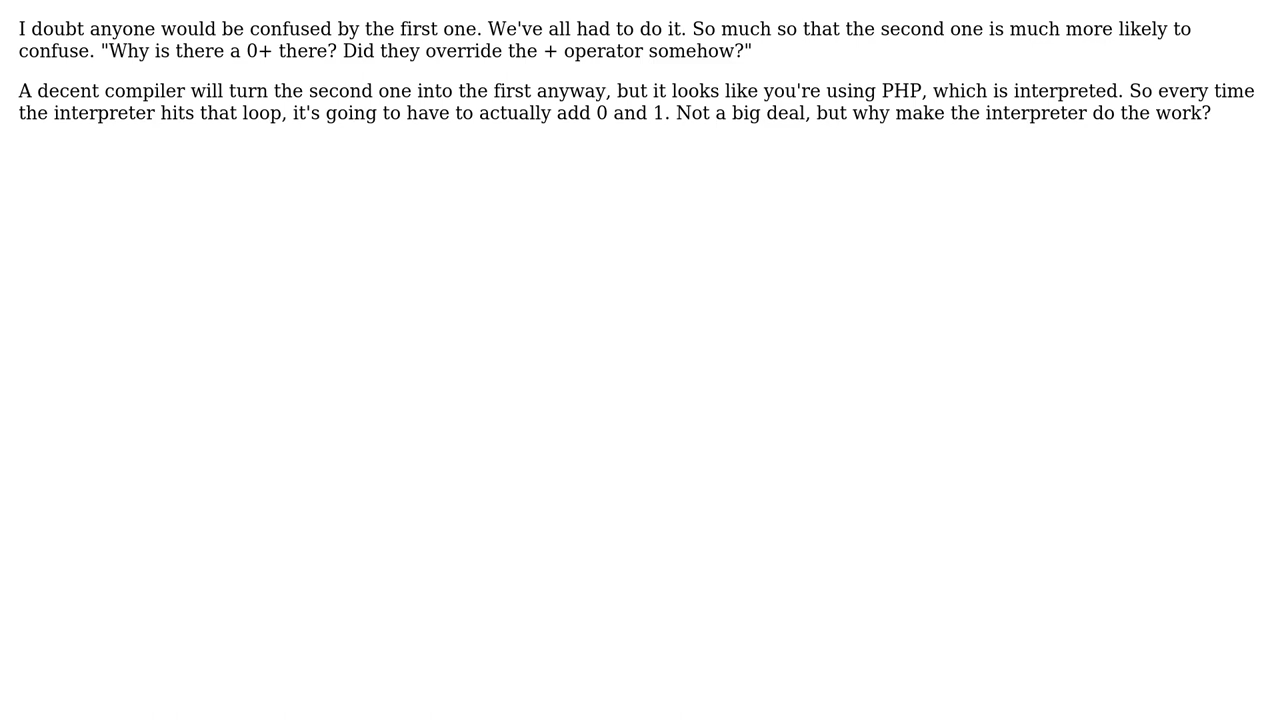 I doubt anyone would be confused by the first one. We've all had to do it. So much so that the second one is much more likely to
confuse. "Why is there a 0+ there? Did they override the + operator somehow?"
A decent compiler will turn the second one into the first anyway, but it looks like you're using PHP, which is interpreted. So every time
the interpreter hits that loop, it's going to have to actually add 0 and 1. Not a big deal, but why make the interpreter do the work?